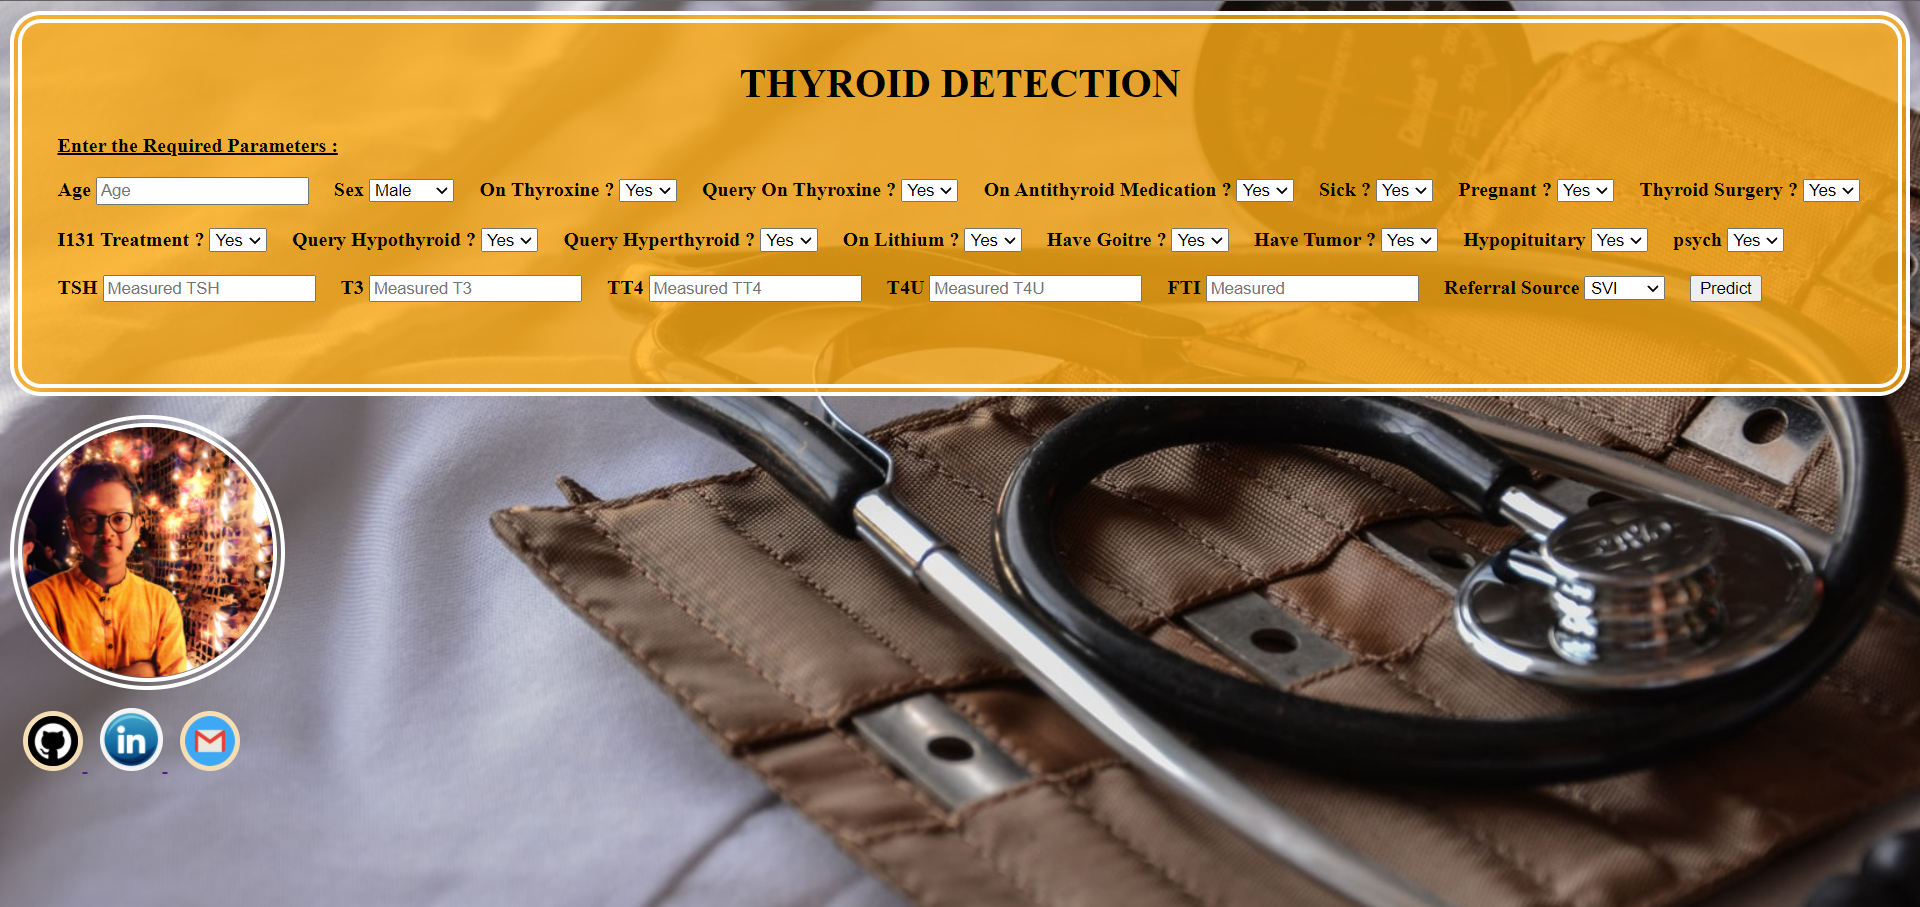 THYROID DETECTION
Enter the Required Parameters :
Age Age Sex Male On Thyroxine ? Yes Query On Thyroxine ? Yes On Antithyroid Medication ? Yes Sick ? Yes Pregnant ? Yes Thyroid Surgery ? Yes
I131 Treatment ? Yes Query Hypothyroid ? Yes Query Hyperthyroid ? Yes On Lithium ? Yes Have Goitre ? Yes Have Tumor ? Yes Hypopituitary Yes psych Yes
TSH Measured TSH T3 Measured T3 TT4 Measured TT4 T4U Measured T4U FTI Measured Referral Source SVI Predict
in